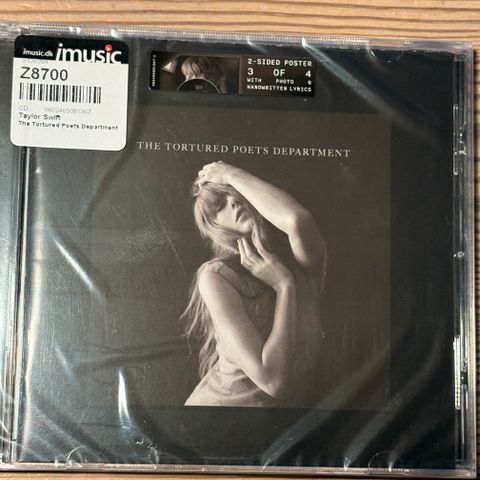 imusic.dk imusic
Z8700
CD
Taylor Swift
The Tortured Poets Department
2-SIDED POSTER
3 OF 4
WITH PHOTO &
HANDWRITTEN LYRICS
THE TORTURED POETS DEPARTMENT